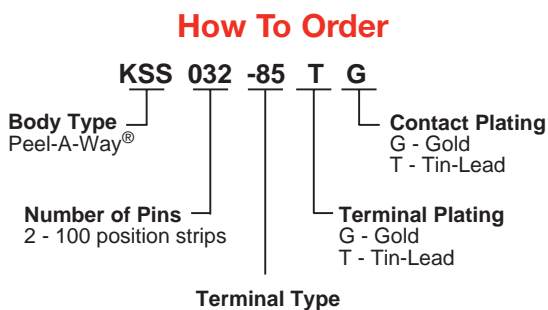 How To Order
KSS 032 -85 T G
Body Type
Peel-A-Way®
Contact Plating
G - Gold
T - Tin-Lead
Number of Pins
2 - 100 position strips
Terminal Plating
G - Gold
T - Tin-Lead
Terminal Type